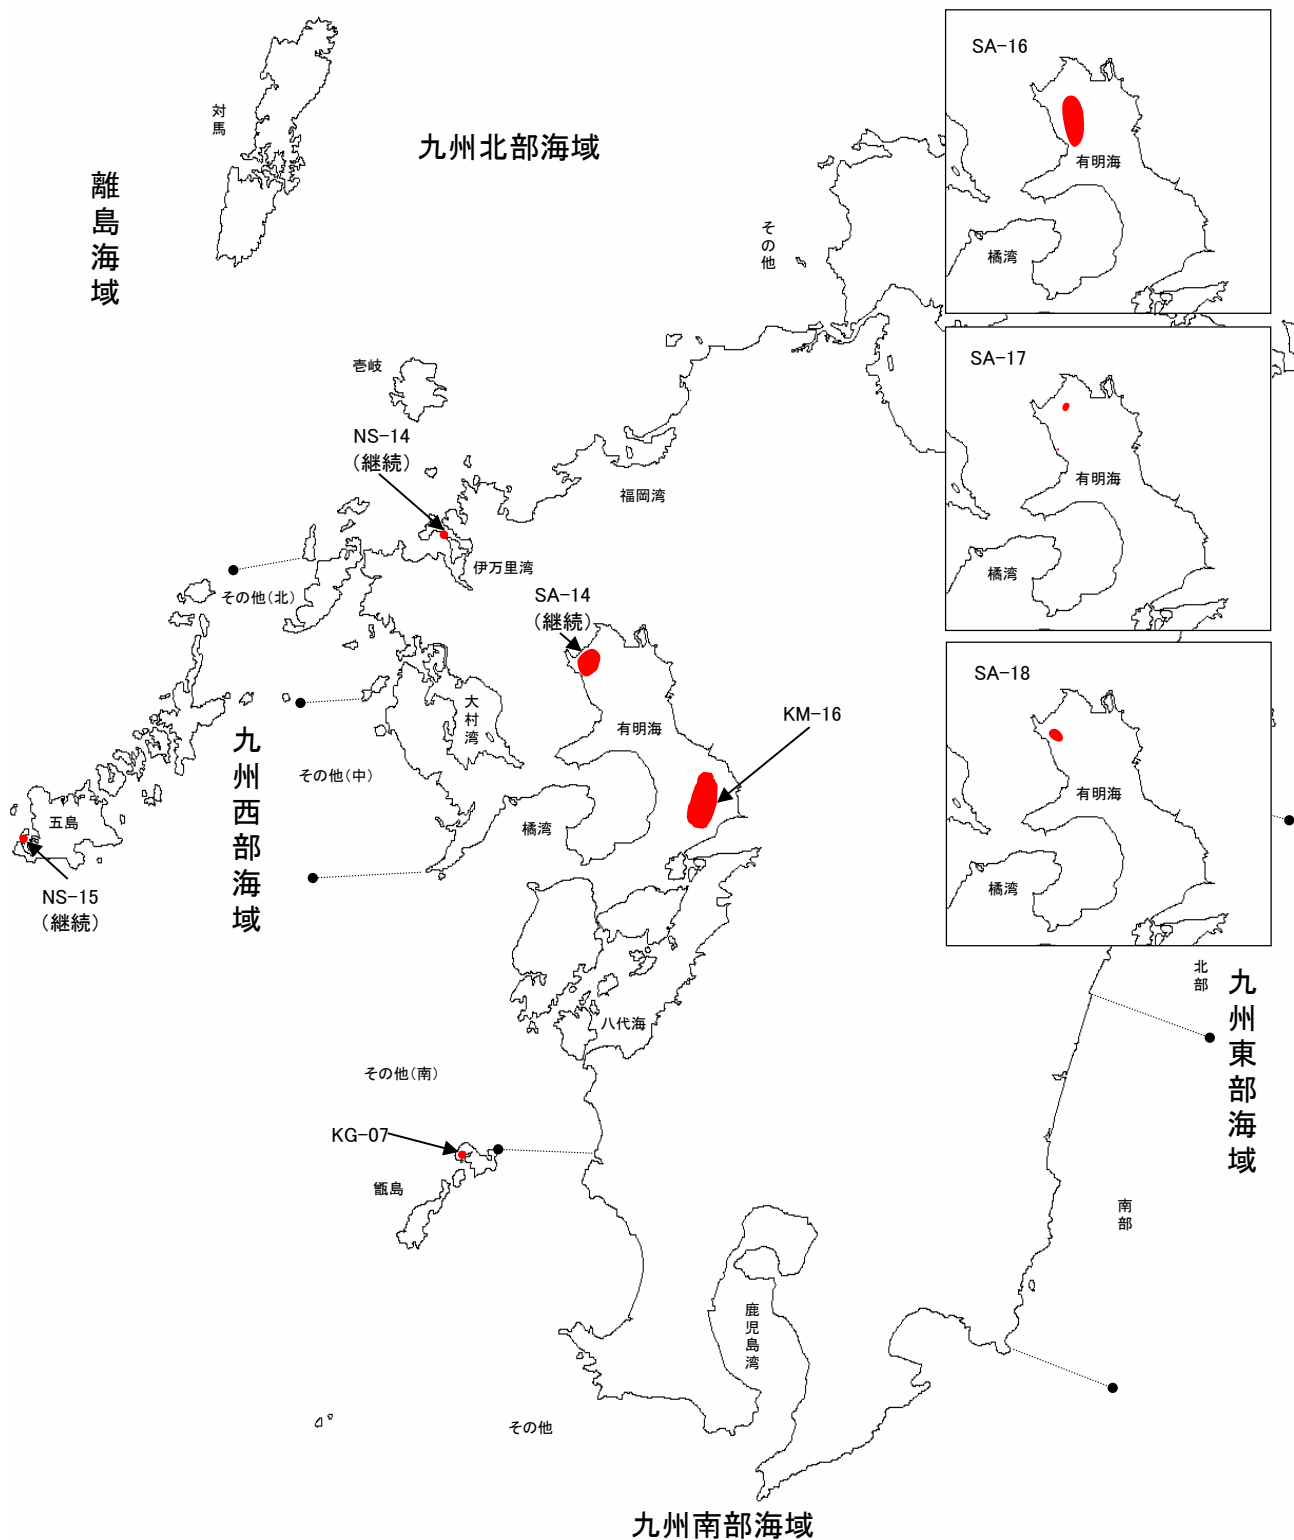 SA-16
有明海
橘湾
対馬
九州北部海域
離島海域
その他
SA-17
有明海
橘湾
壱岐
NS-14
(継続)
福岡湾
伊万里湾
その他(北)
SA-14
(継続)
SA-18
有明海
橘湾
大村湾
有明海
KM-16
九州西部海域
その他(中)
橘湾
五島
NS-15
(継続)
北部
九州東部海域
八代海
その他(南)
KG-07
甑島
南部
鹿児島湾
その他
九州南部海域